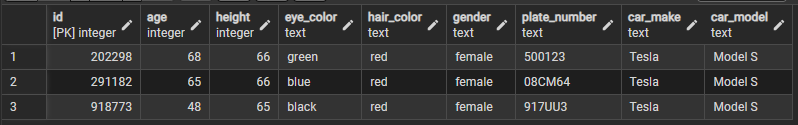 id age height eye_color hair_color gender plate_number car_make car_model
[PK] integer integer integer text text text text text text
1 202298 68 66 green red female 500123 Tesla Model S
2 291182 65 66 blue red female 08CM64 Tesla Model S
3 918773 48 65 black red female 917UU3 Tesla Model S